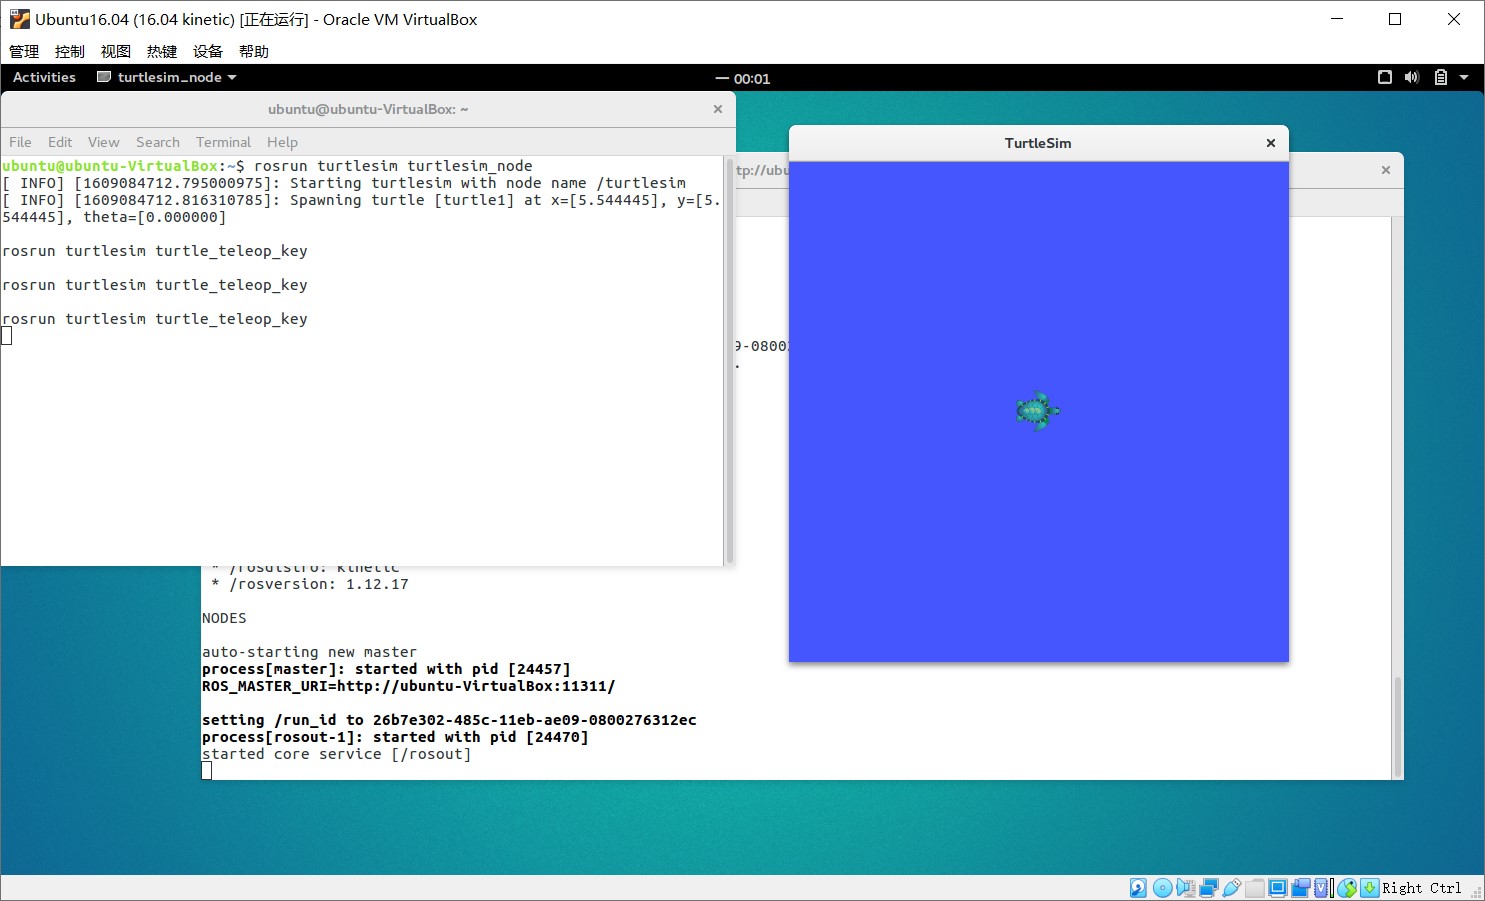 Ubuntu16.04 (16.04 kinetic) [正在运行] - Oracle VM VirtualBox
管理 控制 视图 热键 设备 帮助
Activities turtlesim_node 00:01
ubuntu@ubuntu-VirtualBox: ~
File Edit View Search Terminal Help
ubuntu@ubuntu-VirtualBox:~$ rosrun turtlesim turtlesim_node
[ INFO] [1609084712.795000975]: Starting turtlesim with node name /turtlesim
[ INFO] [1609084712.816310785]: Spawning turtle [turtle1] at x=[5.544445], y=[5.
544445], theta=[0.000000]
rosrun turtlesim turtle_teleop_key
rosrun turtlesim turtle_teleop_key
rosrun turtlesim turtle_teleop_key
TurtleSim
tp://ubu
9-0800
.
* /rosdistro: kinetic
* /rosversion: 1.12.17
NODES
auto-starting new master
process[master]: started with pid [24457]
ROS_MASTER_URI=http://ubuntu-VirtualBox:11311/
setting /run_id to 26b7e302-485c-11eb-ae09-0800276312ec
process[rosout-1]: started with pid [24470]
started core service [/rosout]
Right Ctrl